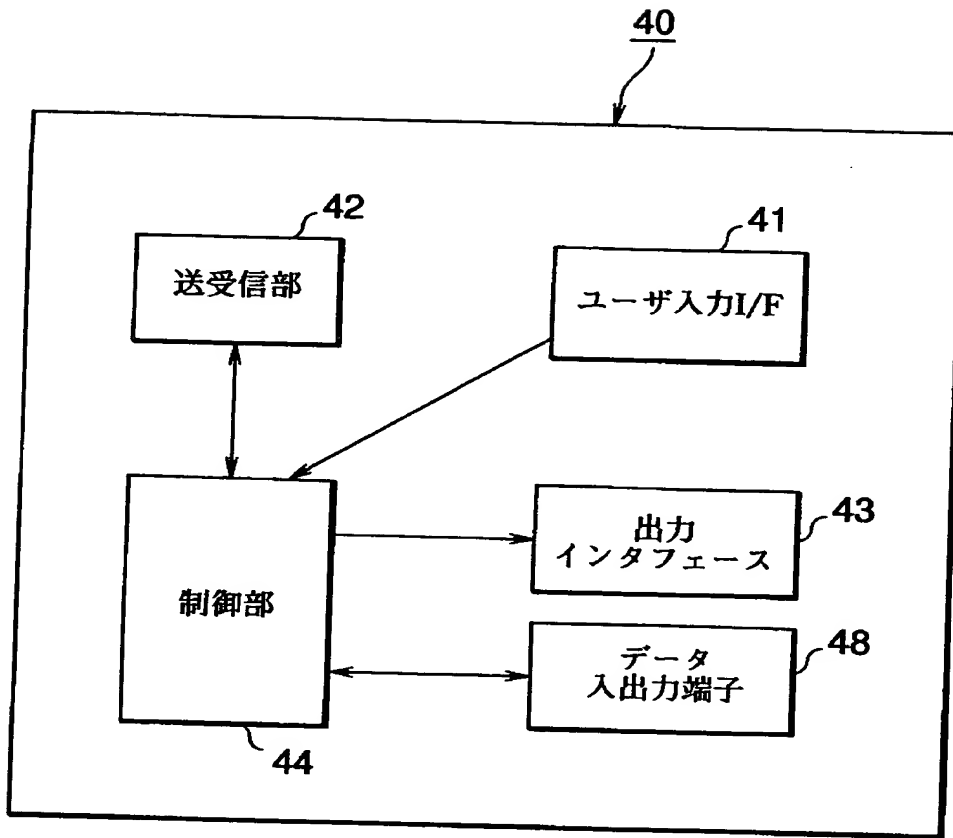 40
42
送受信部
41
ユーザ入力I/F
制御部
44
出力
インタフェース
43
データ
入出力端子
48